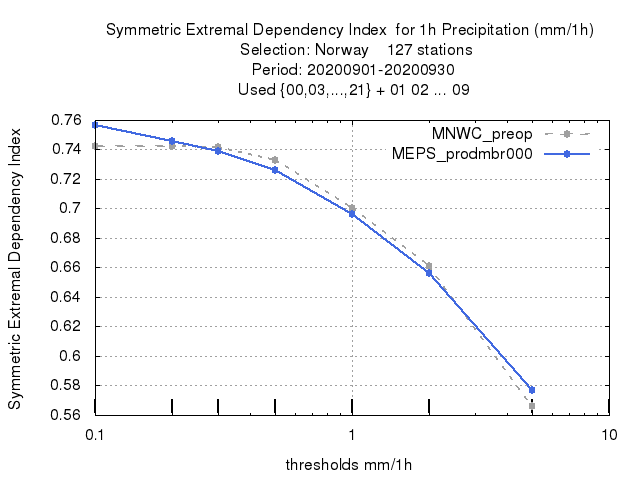 Symmetric Extremal Dependency Index  for 1h Precipitation (mm/1h)
Selection: Norway    127 stations
Period: 20200901-20200930
Used {00,03,...,21} + 01 02 ... 09
Symmetric Extremal Dependency Index
0.76
0.74
0.72
0.7
0.68
0.66
0.64
0.62
0.6
0.58
0.56
MNWC_preop
MEPS_prodmbr000
0.1
1
10
thresholds mm/1h